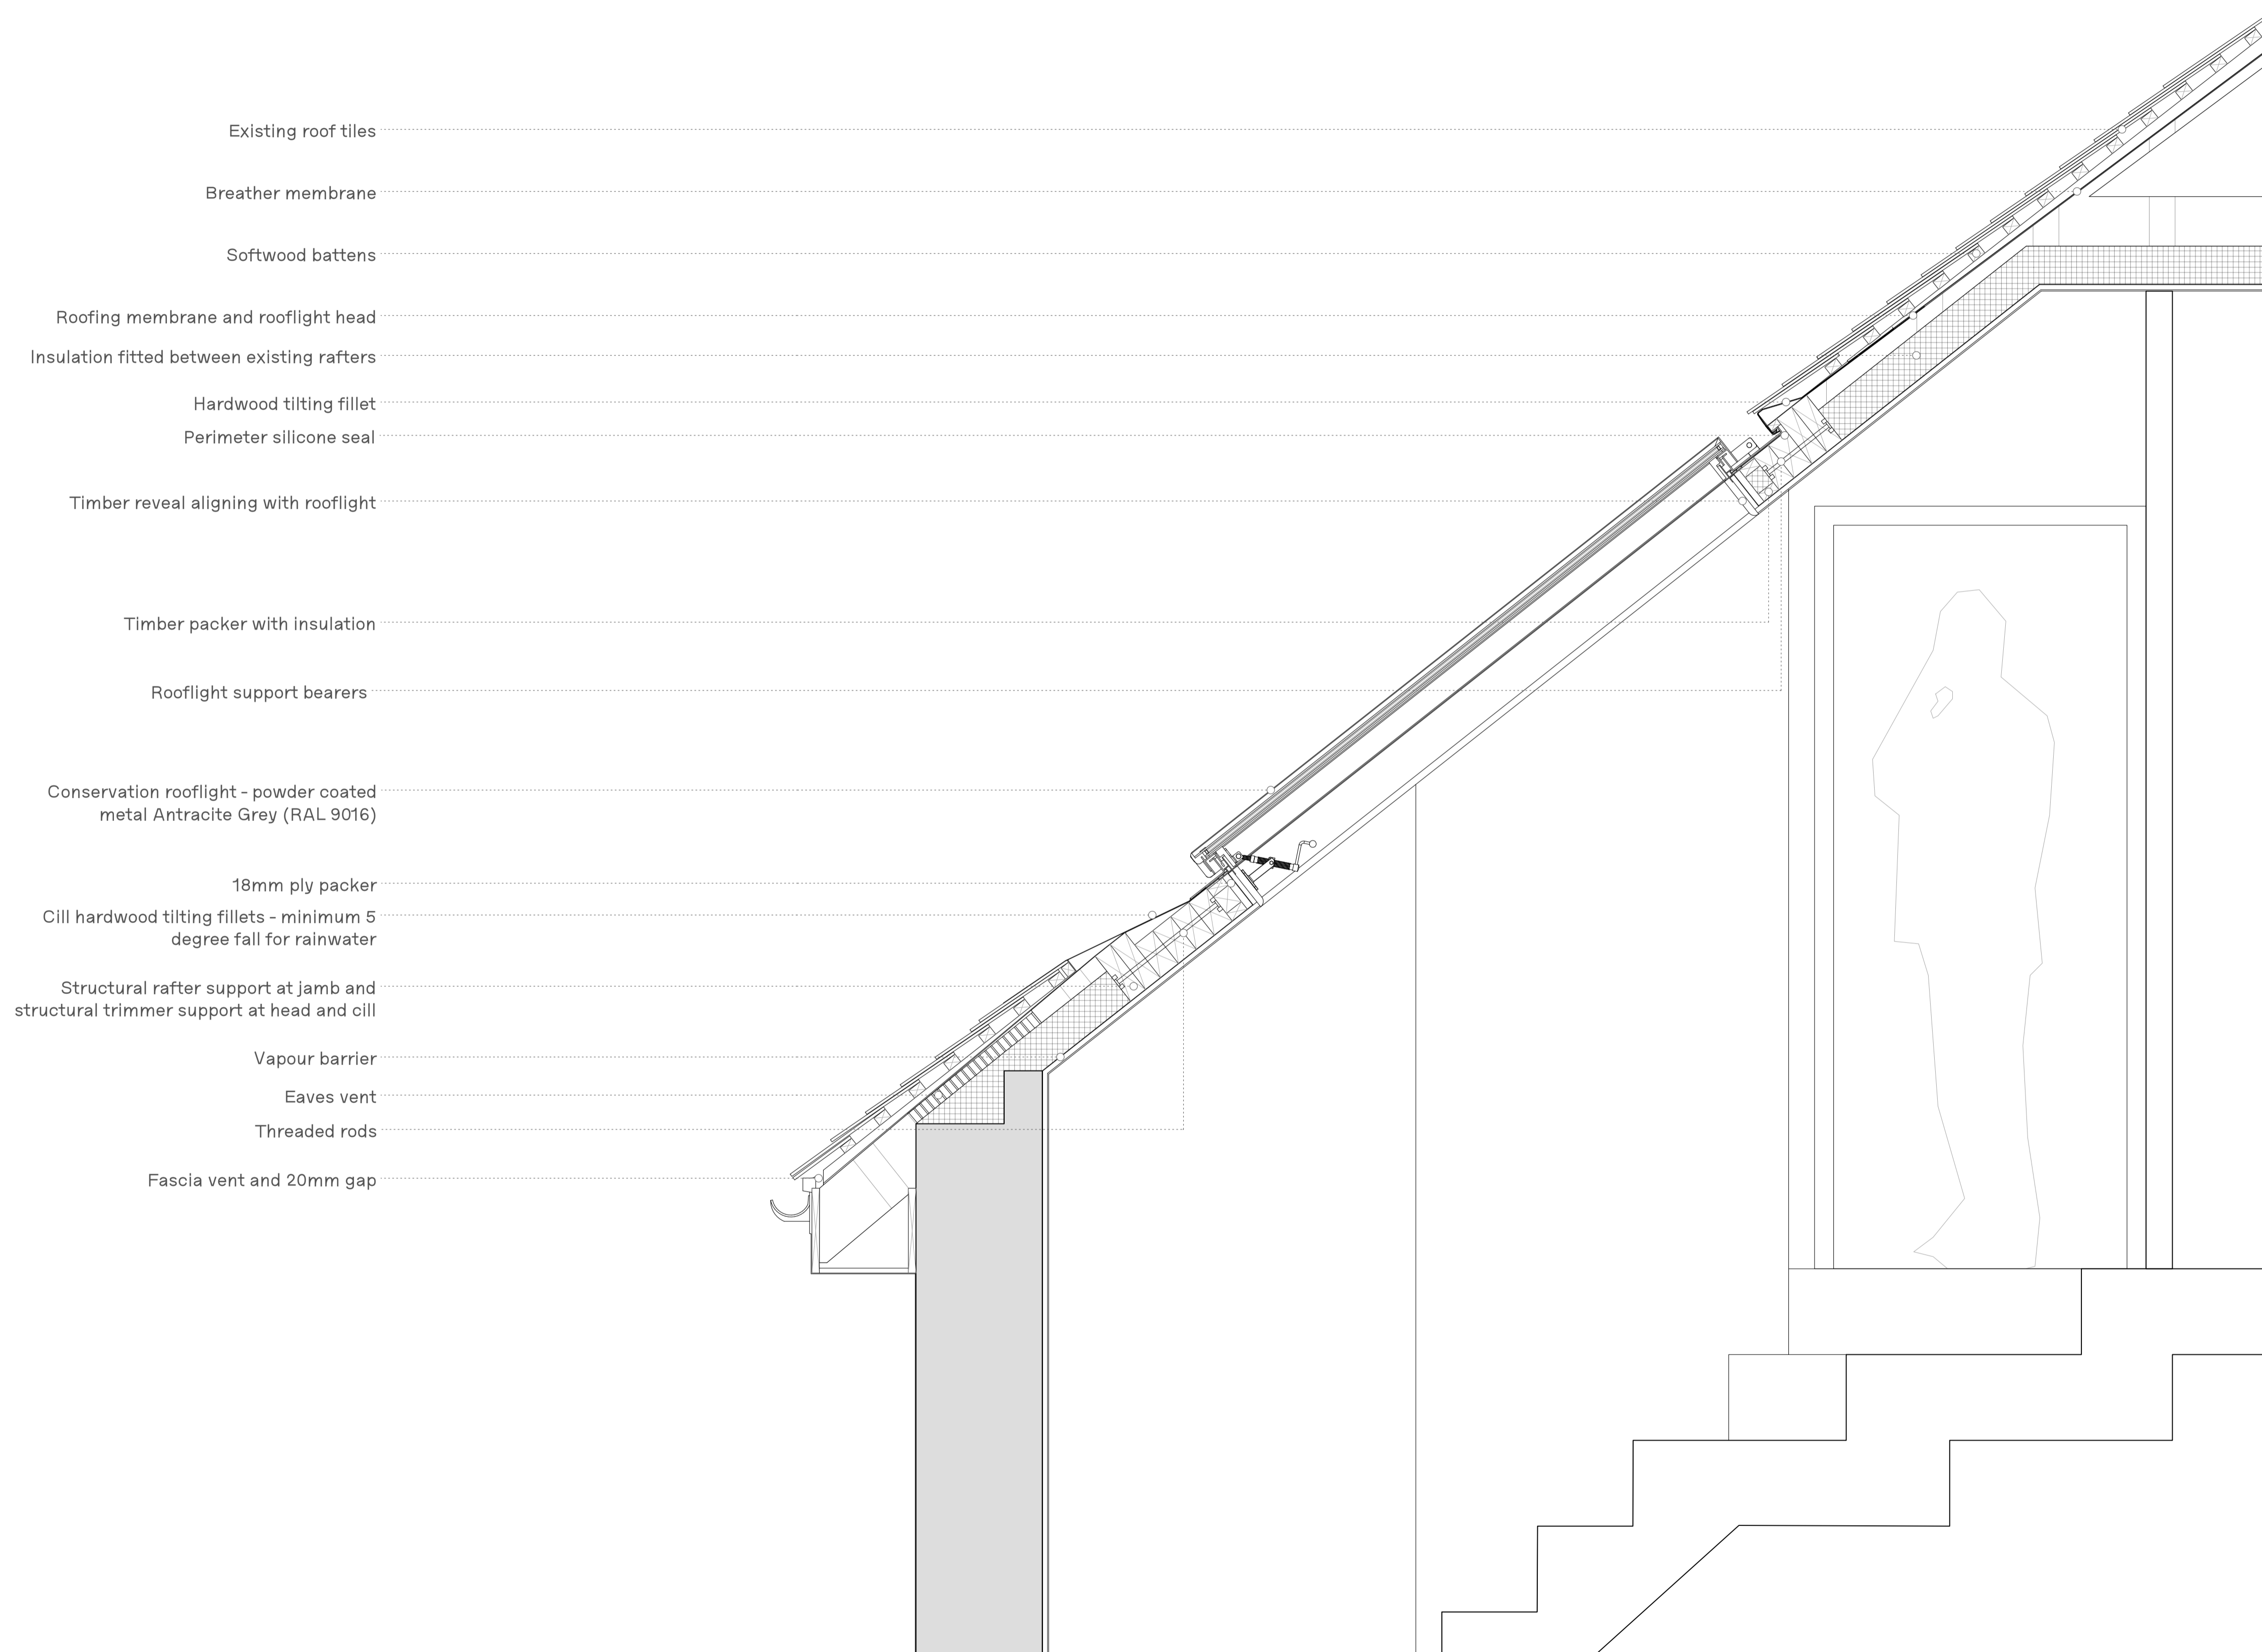 Existing roof tiles
Breather membrane
Softwood battens
Roofing membrane and rooflight head
Insulation fitted between existing rafters
Hardwood tilting fillet
Perimeter silicone seal
Timber reveal aligning with rooflight
Timber packer with insulation
Rooflight support bearers
Conservation rooflight - powder coated
metal Antracite Grey (RAL 9016)
18mm ply packer
Cill hardwood tilting fillets - minimum 5
degree fall for rainwater
Structural rafter support at jamb and
structural trimmer support at head and cill
Vapour barrier
Eaves vent
Threaded rods
Fascia vent and 20mm gap